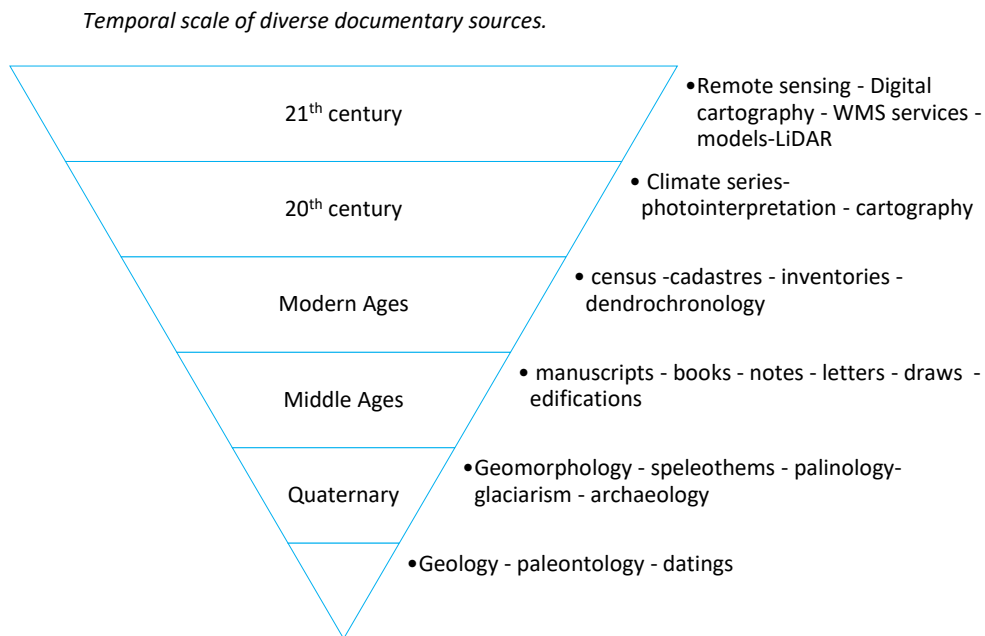 Temporal scale of diverse documentary sources.
21th century
•Remote sensing - Digital
cartography - WMS services -
models-LiDAR
20th century
• Climate series-
photointerpretation - cartography
Modern Ages
• census -cadastres - inventories -
dendrochronology
Middle Ages
• manuscripts - books - notes - letters - draws -
edifications
Quaternary
•Geomorphology - speleothems - palinology-
glaciarism - archaeology
•Geology - paleontology - datings